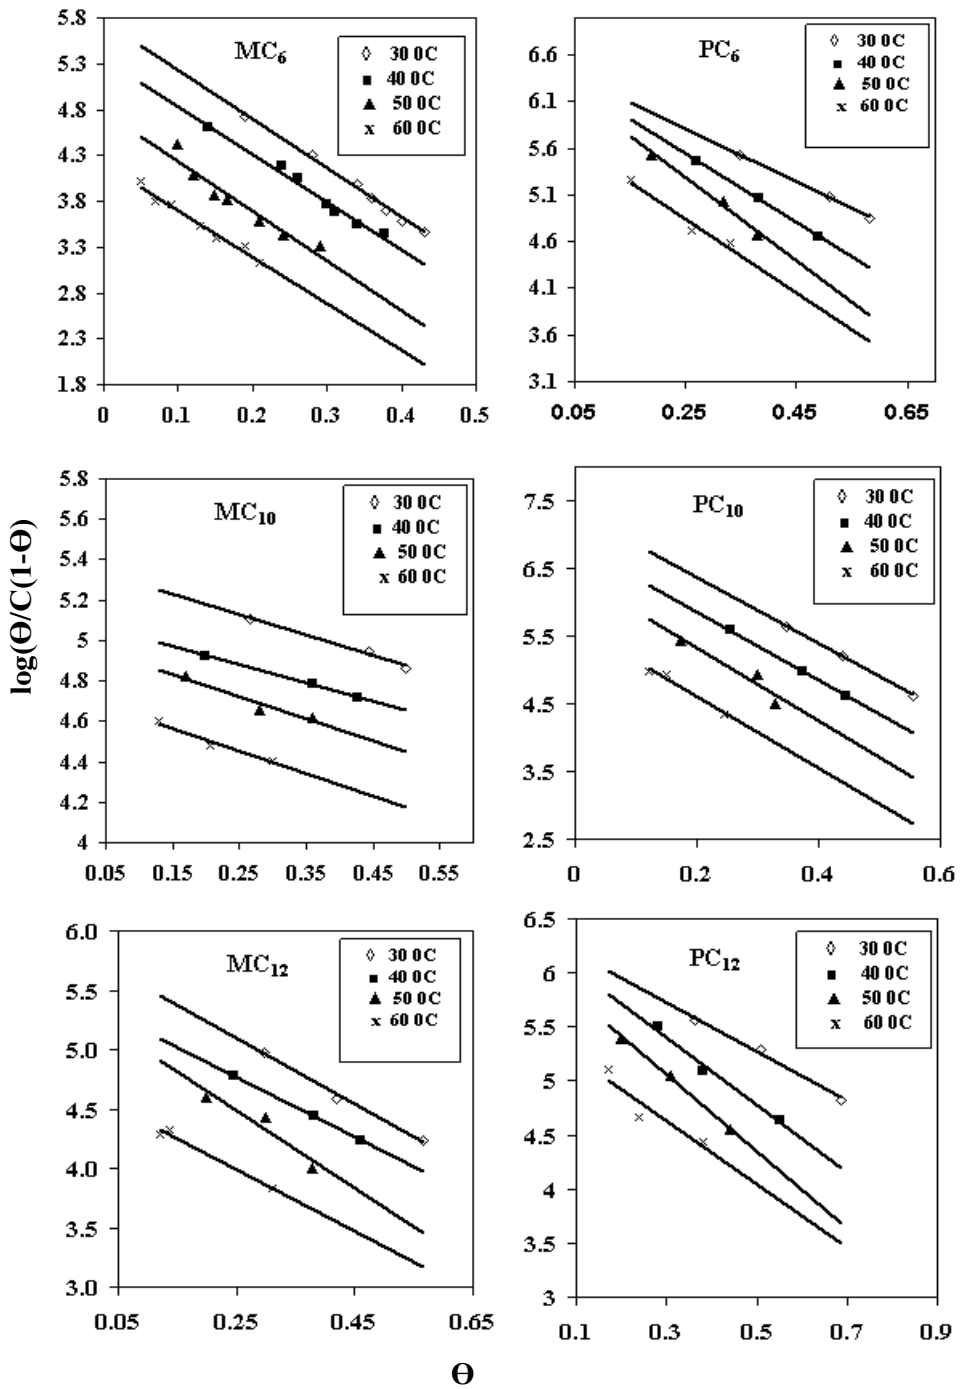 log(Ɵ/C(1-Ɵ)
MC6
30 0C
40 0C
50 0C
60 0C
5.8
5.3
4.8
4.3
3.8
3.3
2.8
2.3
1.8
0 0.1 0.2 0.3 0.4 0.5
PC6
30 0C
40 0C
50 0C
60 0C
6.6
6.1
5.6
5.1
4.6
4.1
3.6
3.1
0.05 0.25 0.45 0.65
MC10
30 0C
40 0C
50 0C
60 0C
5.8
5.6
5.4
5.2
5
4.8
4.6
4.4
4.2
4
0.05 0.15 0.25 0.35 0.45 0.55
PC10
30 0C
40 0C
50 0C
60 0C
7.5
6.5
5.5
4.5
3.5
2.5
0 0.2 0.4 0.6
MC12
30 0C
40 0C
50 0C
60 0C
6.0
5.5
5.0
4.5
4.0
3.5
3.0
0.05 0.25 0.45 0.65
PC12
30 0C
40 0C
50 0C
60 0C
6.5
6
5.5
5
4.5
4
3.5
3
0.1 0.3 0.5 0.7 0.9
Ɵ